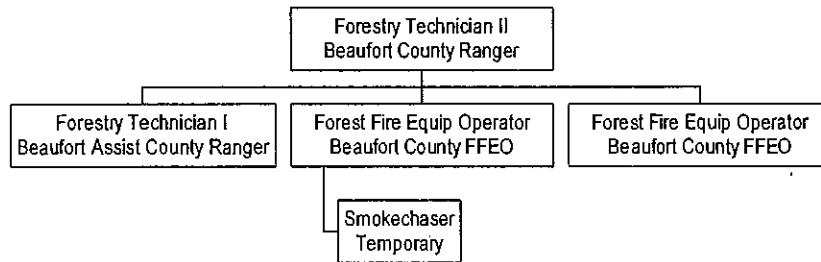 Forestry Technician II
Beaufort County Ranger
Forestry Technician I
Beaufort Assist County Ranger
Forest Fire Equip Operator
Beaufort County FFEO
Forest Fire Equip Operator
Beaufort County FFEO
Smokechaser
Temporary